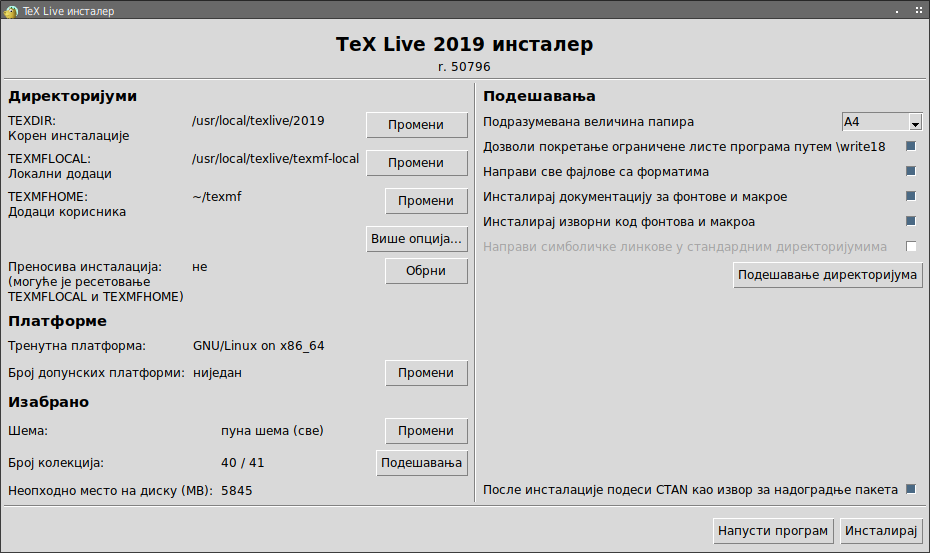 TeX Live инсталер
TeX Live 2019 инсталер
r. 50796
Директоријуми
TEXDIR: /usr/local/texlive/2019 Промени
Корен инсталације
TEXMFLOCAL: /usr/local/texlive/texmf-local Промени
Локални додаци
TEXMFHOME: ~/texmf Промени
Додаци корисника
Више опција...
Преносива инсталација: не Обрни
(могуће је ресетовање
TEXMFLOCAL и TEXMFHOME)
Платформе
Тренутна платформа: GNU/Linux on x86_64
Број допунских платформи: ниједан Промени
Изабрано
Шема: пуна шема (све) Промени
Број колекција: 40 / 41 Подешавања
Неопходно место на диску (MB): 5845
Подешавања
Подразумевана величина папира A4
Дозволи покретање ограничене листе програма путем \write18
Направи све фајлове са форматима
Инсталирај документацију за фонтове и макрое
Инсталирај изворни код фонтова и макроа
Направи симболичке линкове у стандардним директоријумима
Подешавање директоријума
После инсталације подеси CTAN као извор за надоградње пакета
Напусти програм Инсталирај